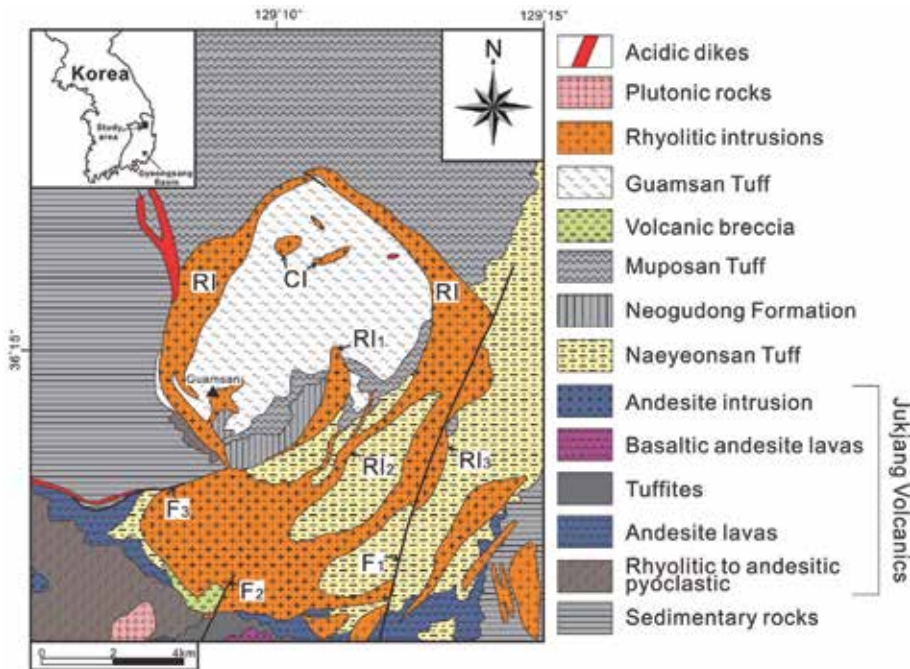 129°10'
129°15'
Korea
Study
area
Gyeongsang
Basin
N
36°15"
RI
CI
RI
RI1
Guamsan
RI2
RI3
F3
F1
F2
0 2 4km
Acidic dikes
Plutonic rocks
Rhyolitic intrusions
Guamsan Tuff
Volcanic breccia
Muposan Tuff
Neogudong Formation
Naeyeonsan Tuff
Andesite intrusion
Basaltic andesite lavas
Tuffites
Andesite lavas
Rhyolitic to andesitic
pyoclastic
Sedimentary rocks
Jukjang Volcanics